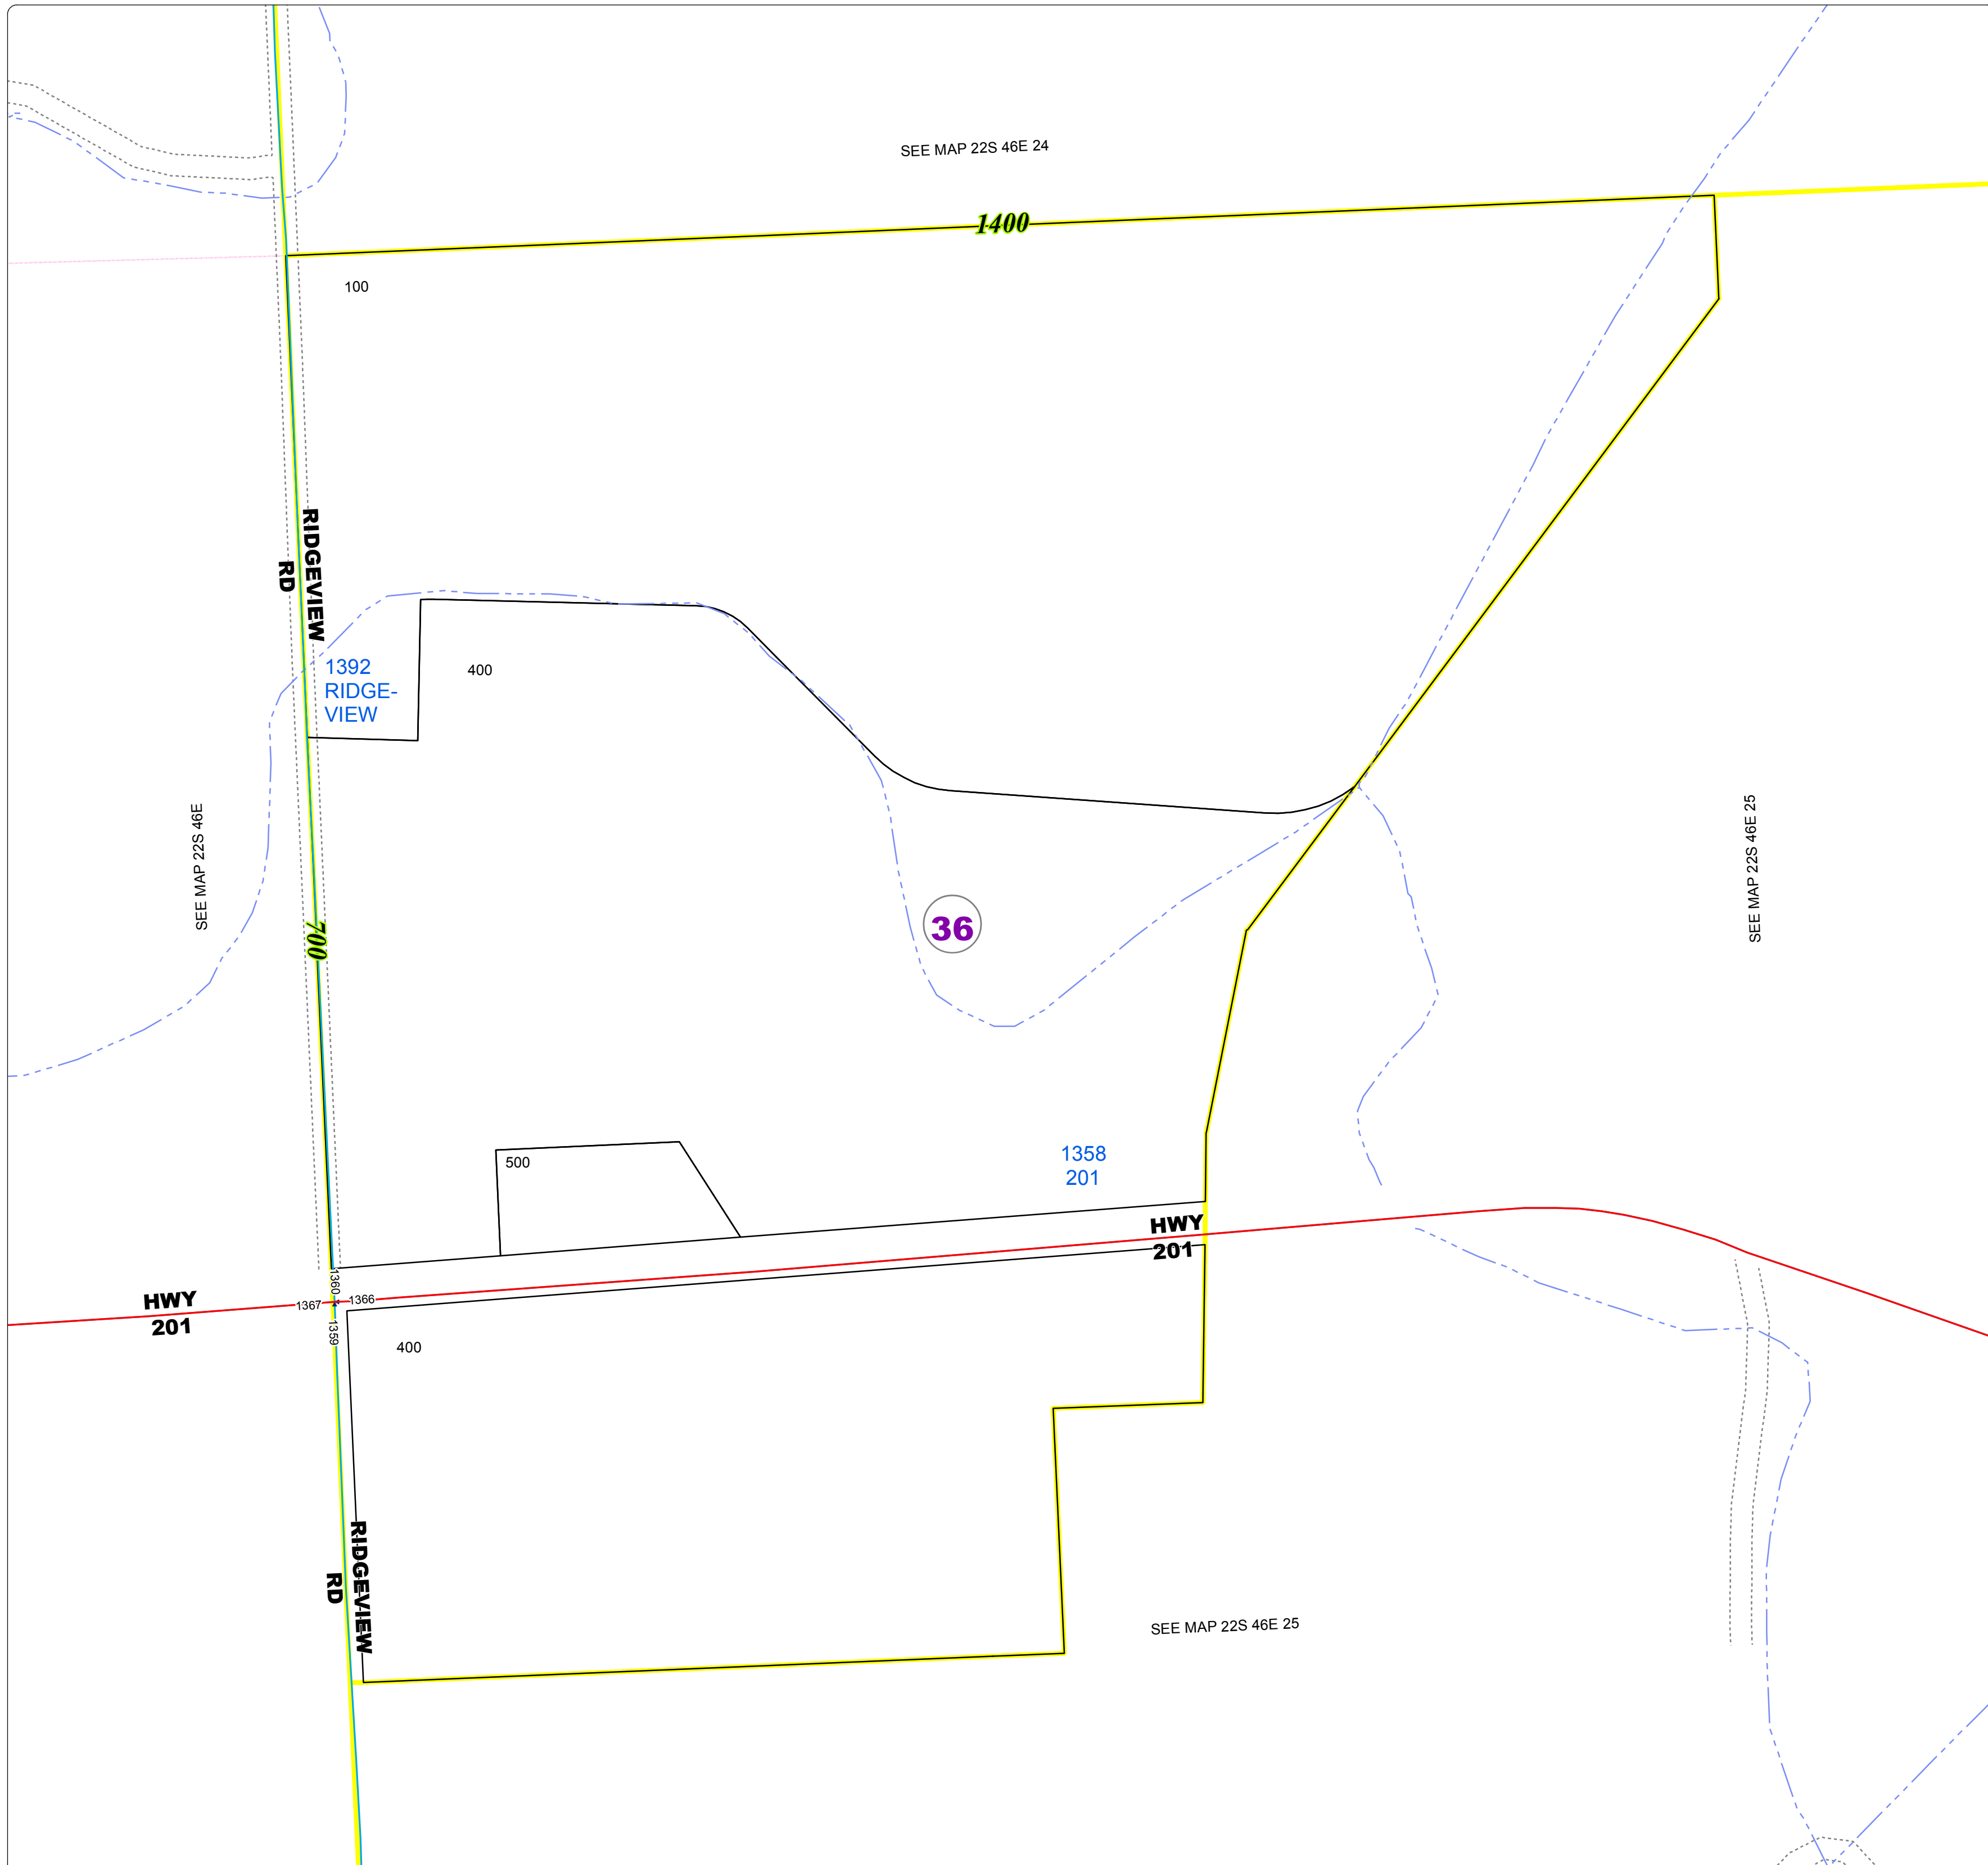 SEE MAP 22S 46E 24
1400
100
RIDGEVIEW
RD
1392
RIDGE-
VIEW
400
SEE MAP 22S 46E
SEE MAP 22S 46E 25
700
36
500
1358
201
HWY
201
1360
1367
1366
1359
HWY
201
400
RIDGEVIEW
RD
SEE MAP 22S 46E 25